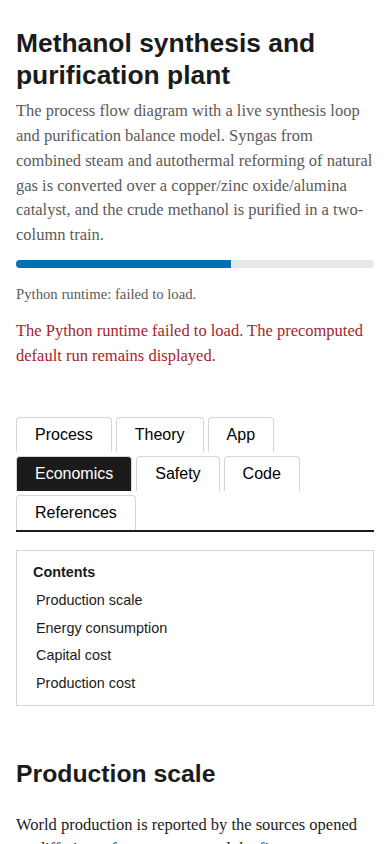 Methanol synthesis and
purification plant
The process flow diagram with a live synthesis loop
and purification balance model. Syngas from
combined steam and autothermal reforming of natural
gas is converted over a copper/zinc oxide/alumina
catalyst, and the crude methanol is purified in a two-
column train.
Python runtime: failed to load.
The Python runtime failed to load. The precomputed
default run remains displayed.
Process Theory App
Economics Safety Code
References
Contents
Production scale
Energy consumption
Capital cost
Production cost
Production scale
World production is reported by the sources opened